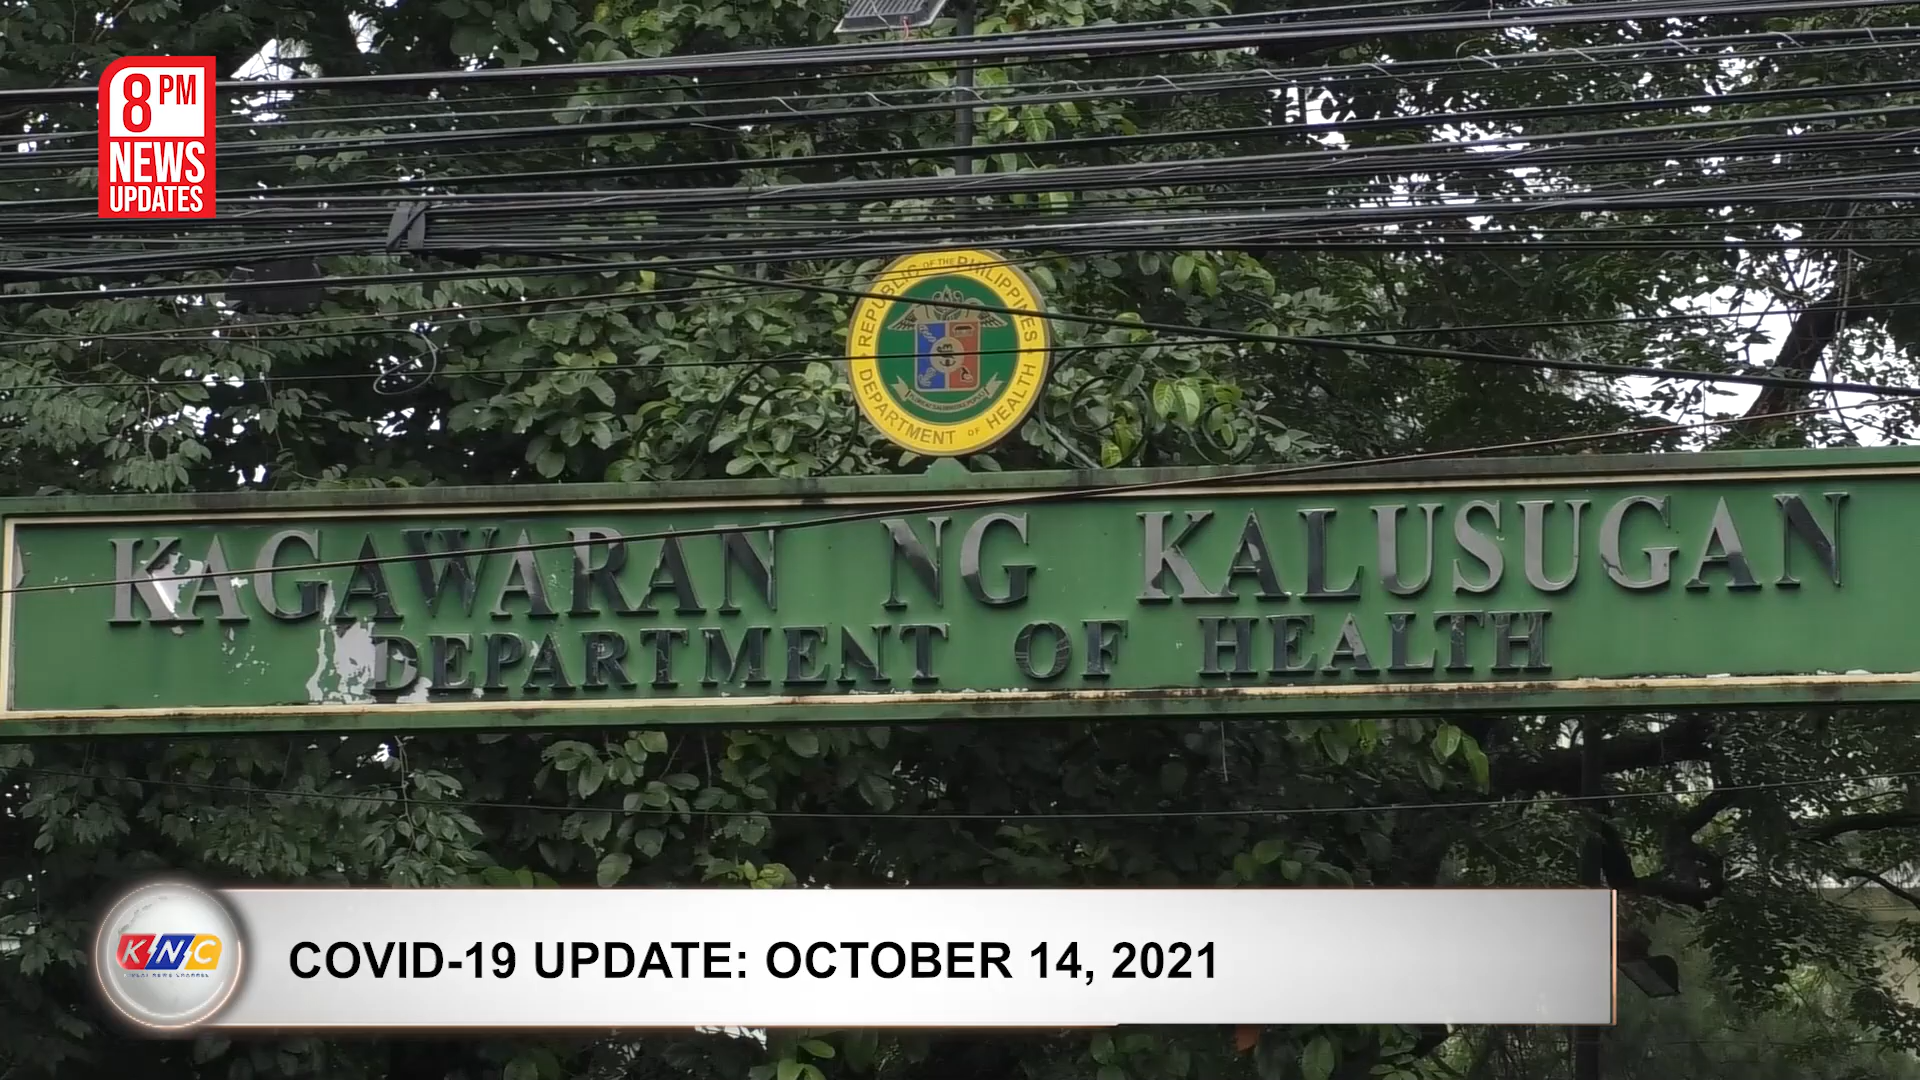 8 PM
NEWS
UPDATES
REPUBLIC OF THE PHILIPPINES
DEPARTMENT OF HEALTH
KAGAWARAN NG KALUSUGAN
DEPARTMENT OF HEALTH
KNC
COVID-19 UPDATE: OCTOBER 14, 2021